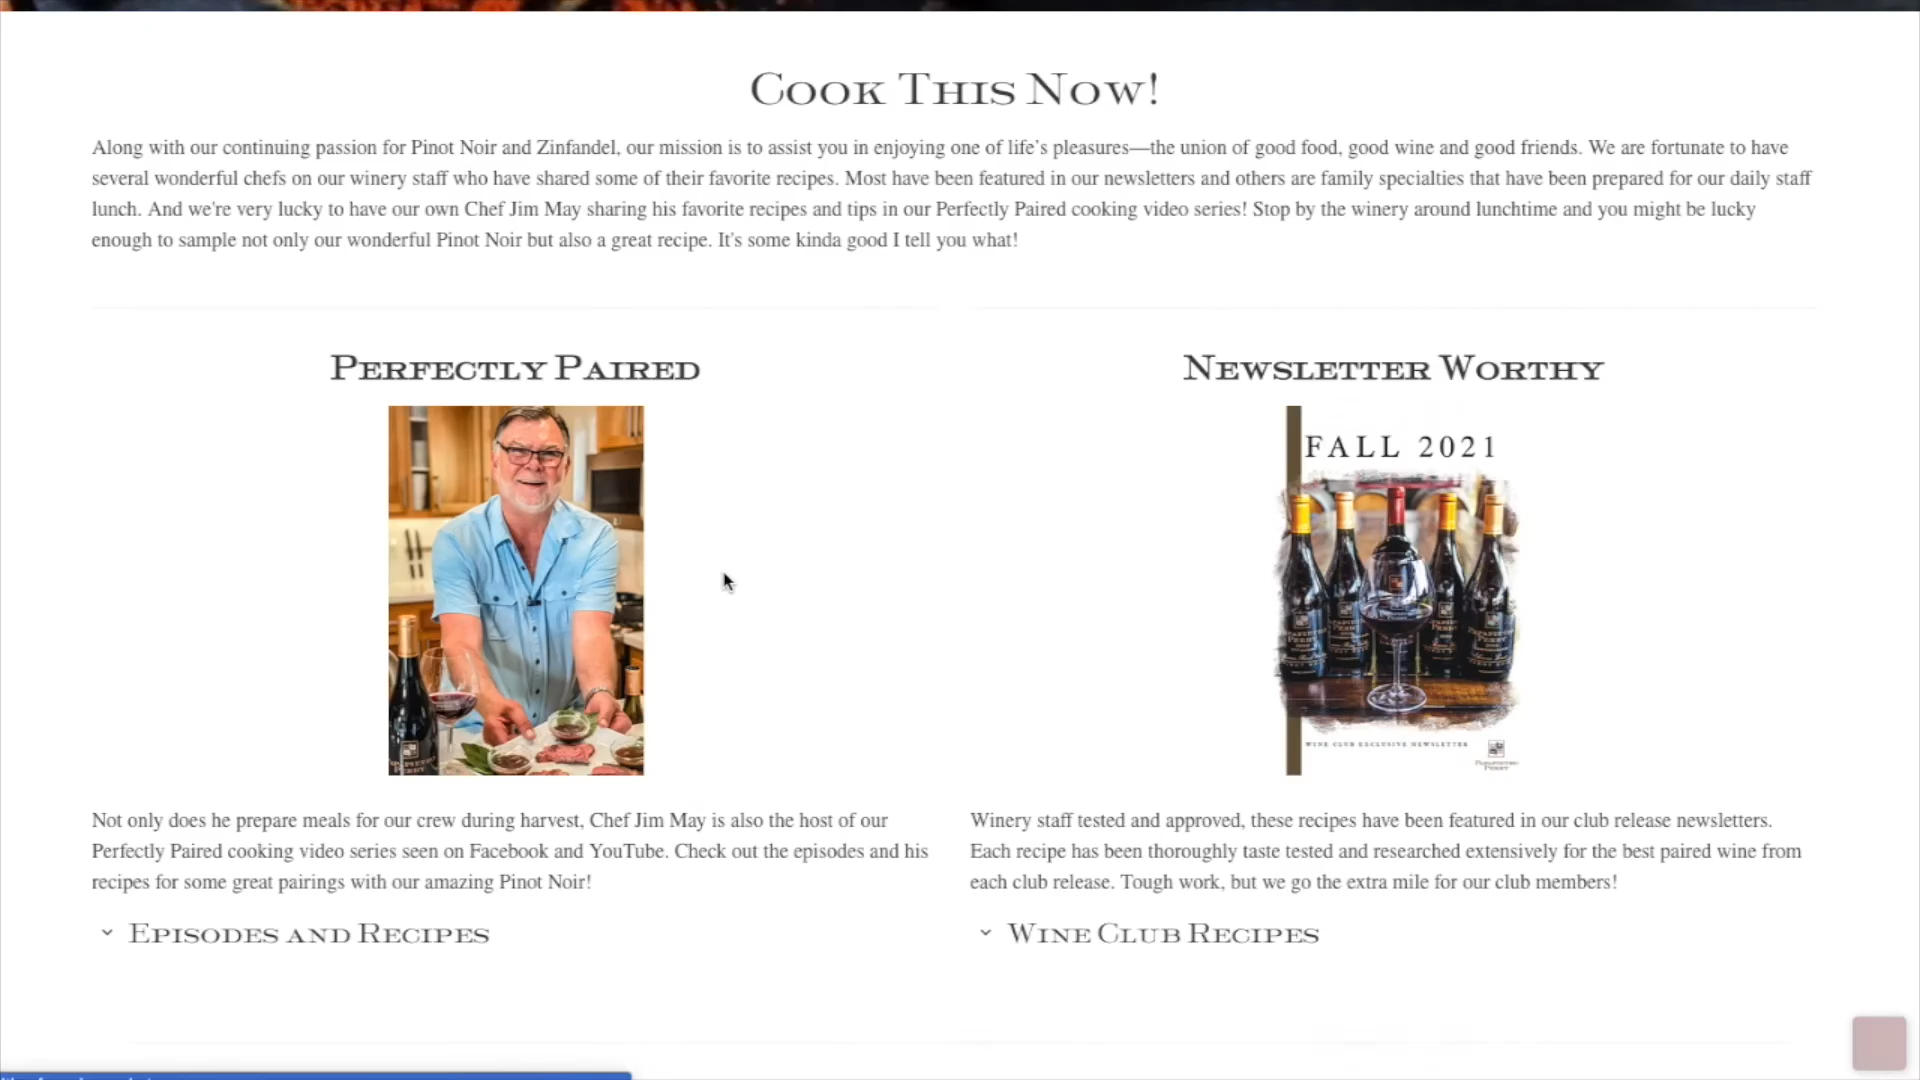 Cook This Now!
Along with our continuing passion for Pinot Noir and Zinfandel, our mission is to assist you in enjoying one of life's pleasures—the union of good food, good wine and good friends. We are fortunate to have
several wonderful chefs on our winery staff who have shared some of their favorite recipes. Most have been featured in our newsletters and others are family specialties that have been prepared for our daily staff
lunch. And we're very lucky to have our own Chef Jim May sharing his favorite recipes and tips in our Perfectly Paired cooking video series! Stop by the winery around lunchtime and you might be lucky
enough to sample not only our wonderful Pinot Noir but also a great recipe. It's some kinda good I tell you what!
Perfectly Paired
Not only does he prepare meals for our crew during harvest, Chef Jim May is also the host of our
Perfectly Paired cooking video series seen on Facebook and YouTube. Check out the episodes and his
recipes for some great pairings with our amazing Pinot Noir!
Episodes and Recipes
Newsletter Worthy
FALL 2021
WINE CLUB EXCLUSIVE NEWSLETTER
Winery staff tested and approved, these recipes have been featured in our club release newsletters.
Each recipe has been thoroughly taste tested and researched extensively for the best paired wine from
each club release. Tough work, but we go the extra mile for our club members!
Wine Club Recipes